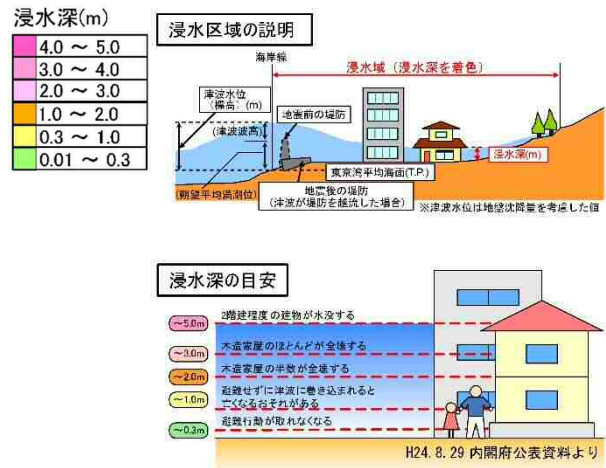 浸水深(m)
4.0 ～ 5.0
3.0 ～ 4.0
2.0 ～ 3.0
1.0 ～ 2.0
0.3 ～ 1.0
0.01 ～ 0.3
浸水区域の説明
海岸線
浸水域（浸水深を着色）
津波水位
（標高：(m)
地震前の堤防
（津波波高）
浸水深(m)
東京湾平均海面(T.P.)
（朔望平均満潮位）
地震後の堤防
（津波が堤防を越流した場合）
※津波水位は地盤沈降量を考慮した値
浸水深の目安
～5.0m
2階建程度の建物が水没する
～3.0m
木造家屋のほとんどが全壊する
～2.0m
木造家屋の半数が全壊する
～1.0m
避難せずに津波に巻き込まれると
亡くなるおそれがある
～0.3m
避難行動が取れなくなる
H24.8.29 内閣府公表資料より